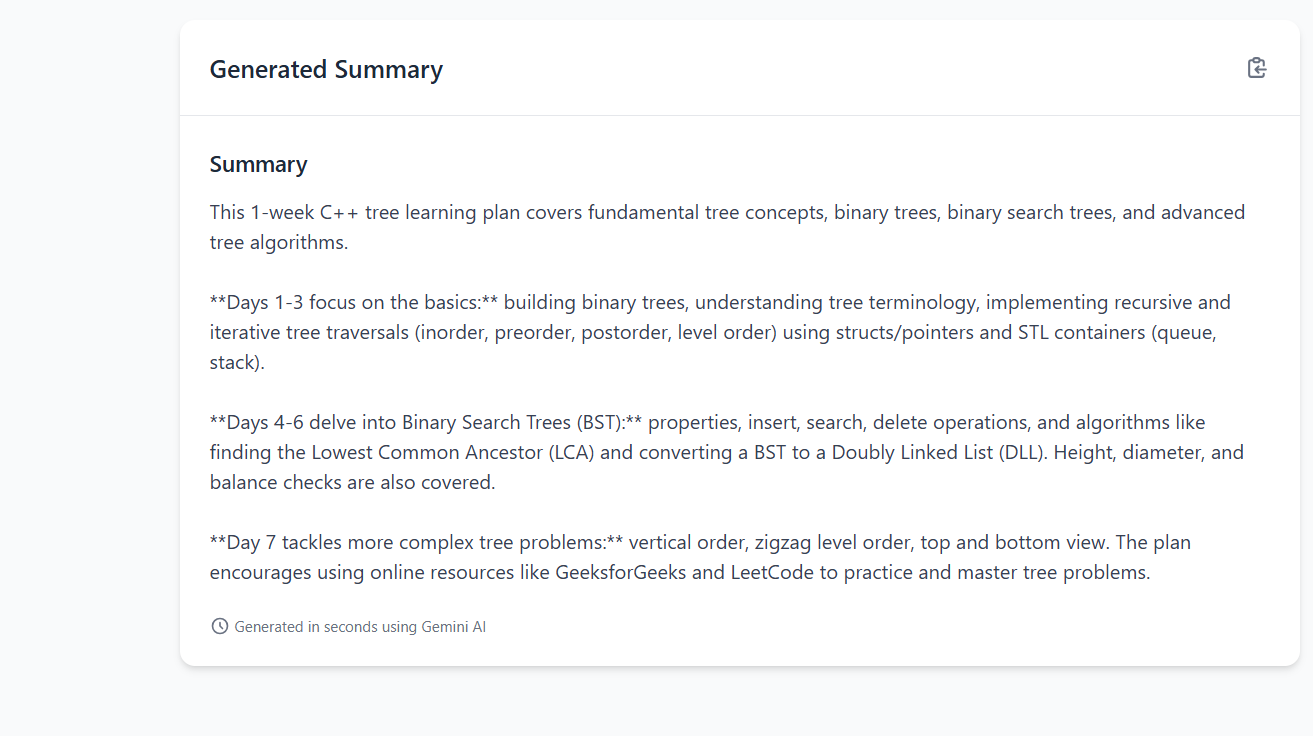 Generated Summary
Summary
This 1-week C++ tree learning plan covers fundamental tree concepts, binary trees, binary search trees, and advanced
tree algorithms.
**Days 1-3 focus on the basics:** building binary trees, understanding tree terminology, implementing recursive and
iterative tree traversals (inorder, preorder, postorder, level order) using structs/pointers and STL containers (queue,
stack).
**Days 4-6 delve into Binary Search Trees (BST):** properties, insert, search, delete operations, and algorithms like
finding the Lowest Common Ancestor (LCA) and converting a BST to a Doubly Linked List (DLL). Height, diameter, and
balance checks are also covered.
**Day 7 tackles more complex tree problems:** vertical order, zigzag level order, top and bottom view. The plan
encourages using online resources like GeeksforGeeks and LeetCode to practice and master tree problems.
Generated in seconds using Gemini AI